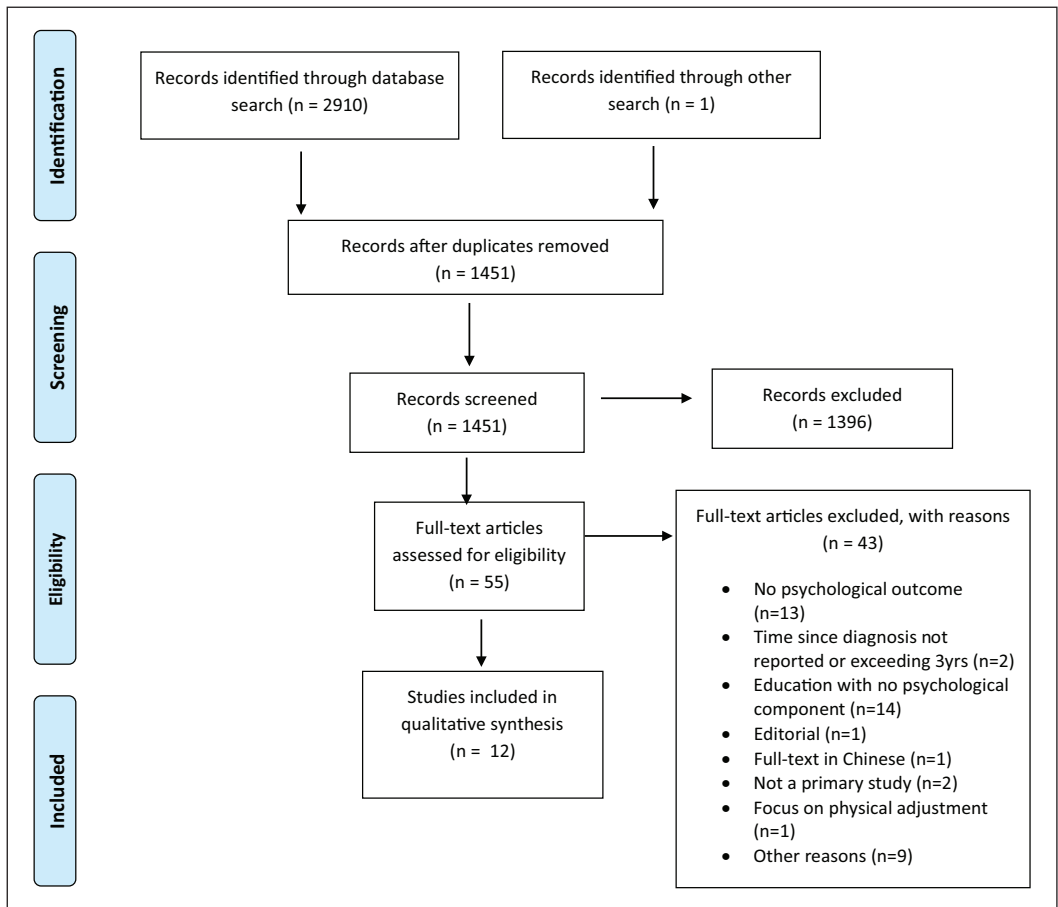 Identification
Records identified through database
search (n = 2910)
Records identified through other
search (n = 1)
Records after duplicates removed
(n = 1451)
Screening
Records screened
(n = 1451)
Records excluded
(n = 1396)
Eligibility
Full-text articles
assessed for eligibility
(n = 55)
Full-text articles excluded, with reasons
(n = 43)
• No psychological outcome
(n=13)
• Time since diagnosis not
reported or exceeding 3yrs (n=2)
• Education with no psychological
component (n=14)
• Editorial (n=1)
• Full-text in Chinese (n=1)
• Not a primary study (n=2)
• Focus on physical adjustment
(n=1)
• Other reasons (n=9)
Included
Studies included in
qualitative synthesis
(n = 12)